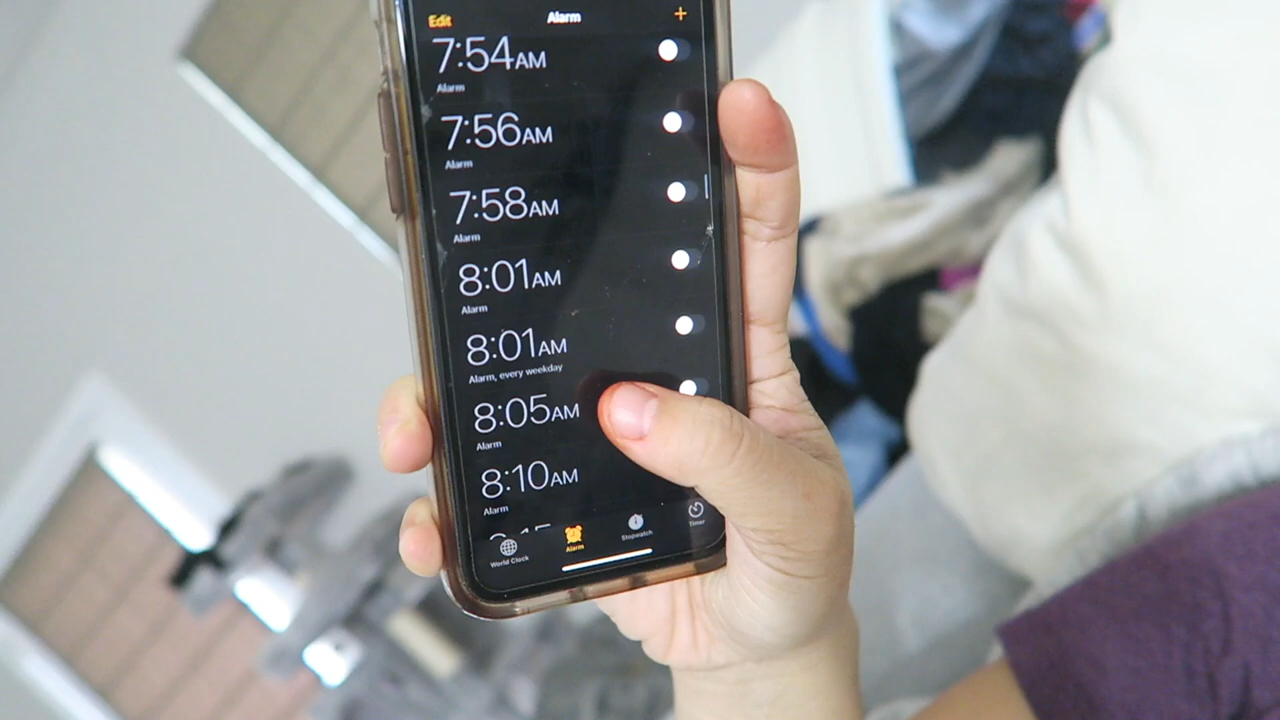 Edit Alarm +
7:54AM
Alarm
7:56AM
Alarm
7:58AM
Alarm
8:01AM
Alarm
8:01AM
Alarm, every weekday
8:05AM
Alarm
8:10AM
Alarm
World Clock Alarm Stopwatch Timer